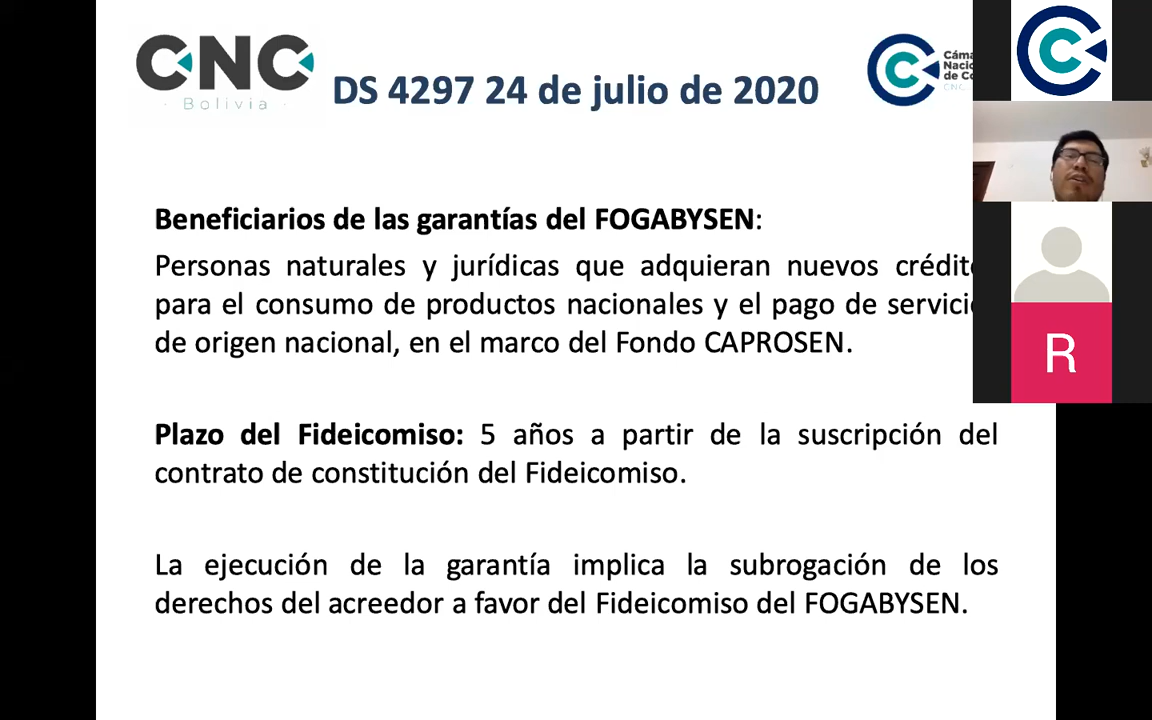 CNC
Bolivia
DS 4297 24 de julio de 2020
Beneficiarios de las garantías del FOGABYSEN:
Personas naturales y jurídicas que adquieran nuevos
para el consumo de productos nacionales y el pago de
de origen nacional, en el marco del Fondo CAPROSEN.
Plazo del Fideicomiso: 5 años a partir de la suscripción del
contrato de constitución del Fideicomiso.
La ejecución de la garantía implica la subrogación de los
derechos del acreedor a favor del Fideicomiso del FOGABYSEN.
R